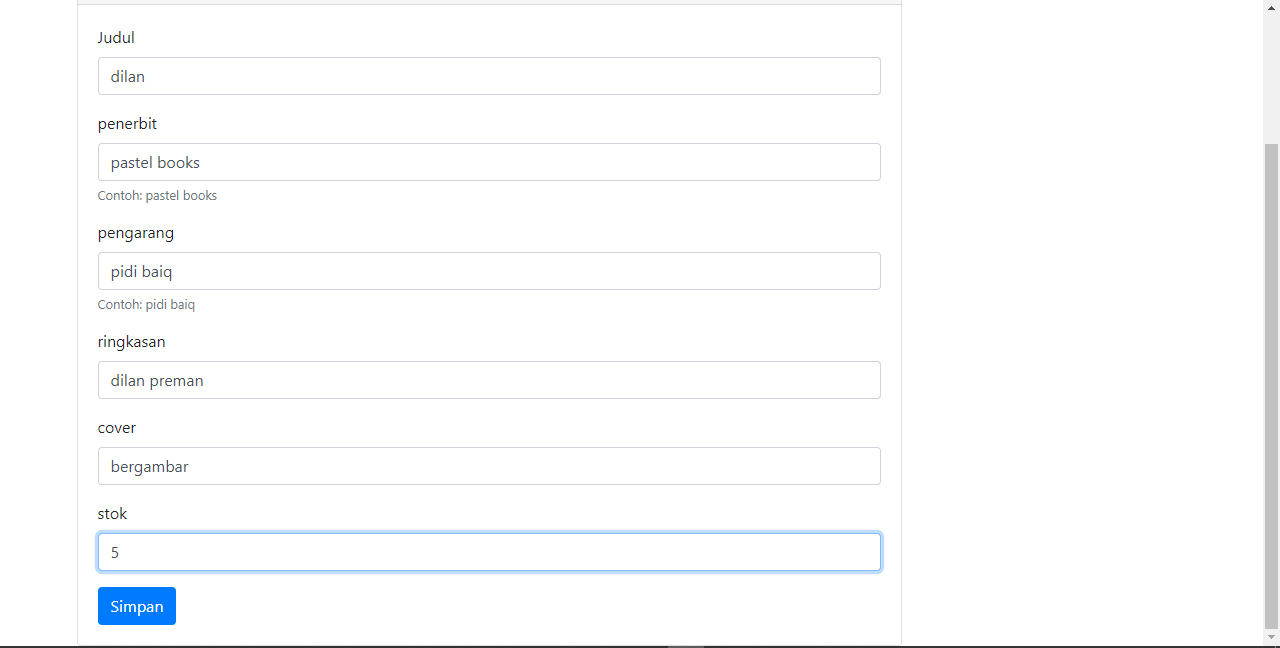 Judul
dilan
penerbit
pastel books
Contoh: pastel books
pengarang
pidi baiq
Contoh: pidi baiq
ringkasan
dilan preman
cover
bergambar
stok
5
Simpan